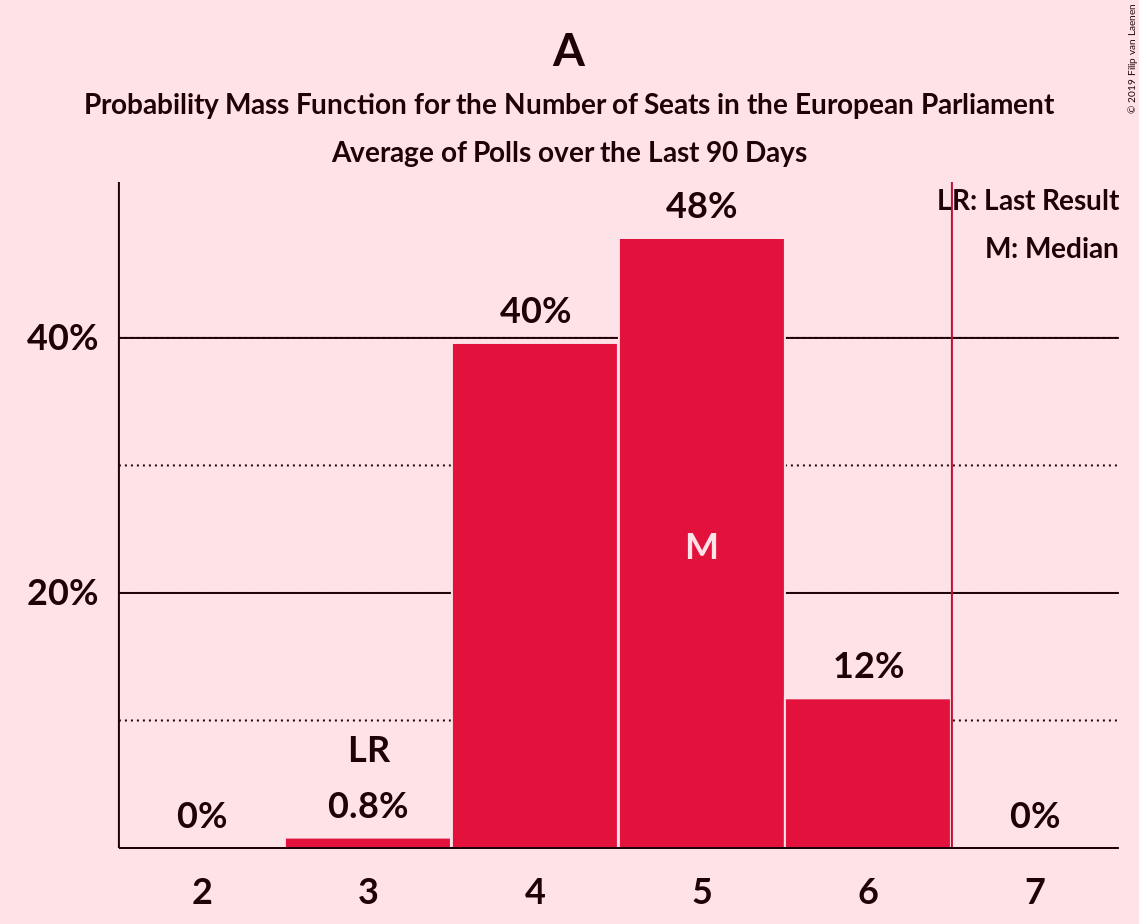 A
Probability Mass Function for the Number of Seats in the European Parliament
Average of Polls over the Last 90 Days
© 2019 Filip van Laenen
LR: Last Result
M: Median
48%
40%
40%
M
20%
12%
LR
0%
0.8%
0%
2
3
4
5
6
7